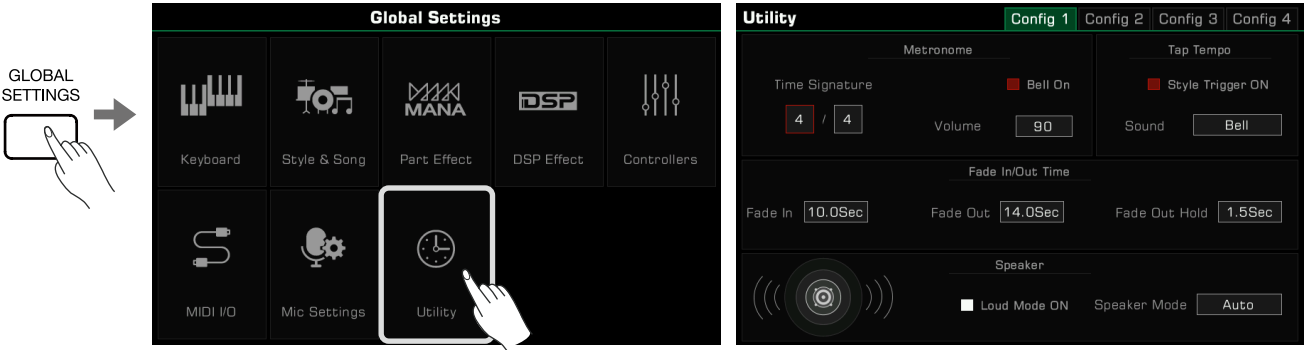 GLOBAL
SETTINGS
Global Settings
Keyboard
Style & Song
MANA
Part Effect
DSP
DSP Effect
Controllers
MIDI I/O
Mic Settings
Utility
Utility
Config 1
Config 2
Config 3
Config 4
Metronome
Time Signature
4 / 4
Bell On
Volume 90
Tap Tempo
Style Trigger ON
Sound Bell
Fade In/Out Time
Fade In 10.0Sec
Fade Out 14.0Sec
Fade Out Hold 1.5Sec
Speaker
Loud Mode ON
Speaker Mode Auto